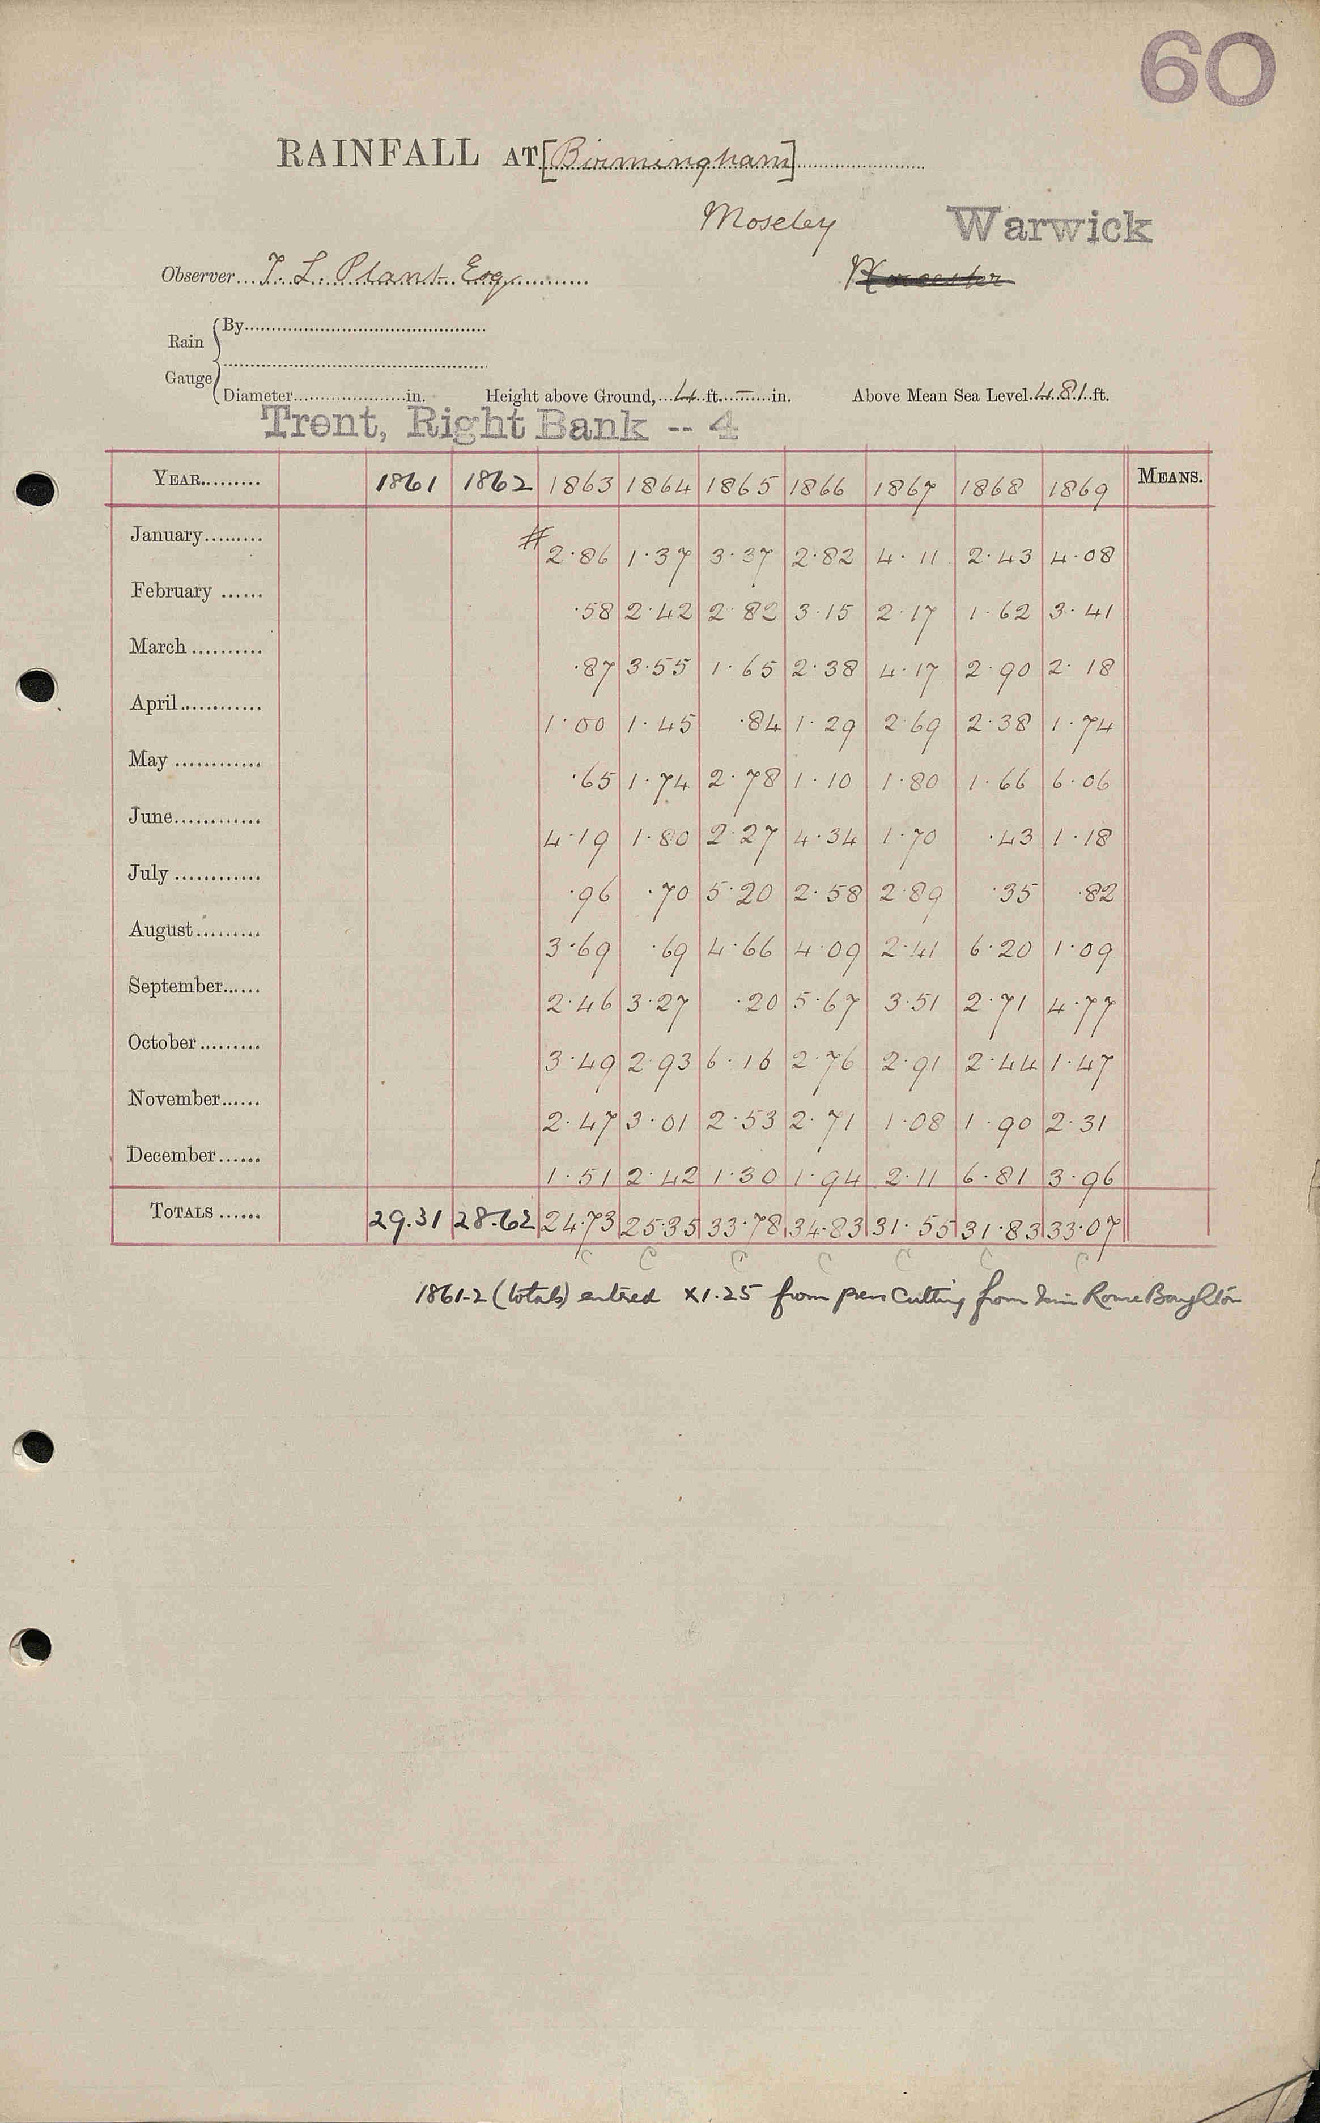 60
RAINFALL AT [Birmingham]
Moseley
Warwick
Observer... T. L. Plant Esq.
Worcester
Rain Gauge { By
Diameter in. Height above Ground, 4 ft. - in. Above Mean Sea Level 481 ft.
Trent, Right Bank -- 4
YEAR 1861 1862 1863 1864 1865 1866 1867 1868 1869 MEANS.
January # 2·86 1·37 3·37 2·82 4·11 2·43 4·08
February ·58 2·42 2·82 3·15 2·17 1·62 3·41
March ·87 3·55 1·65 2·38 4·17 2·90 2·18
April 1·00 1·45 ·84 1·29 2·69 2·38 1·74
May ·65 1·74 2·78 1·10 1·80 1·66 6·06
June 4·19 1·80 2·27 4·34 1·70 ·43 1·18
July ·96 ·70 5·20 2·58 2·89 ·35 ·82
August 3·69 ·69 4·66 4·09 2·41 6·20 1·09
September 2·46 3·27 ·20 5·67 3·51 2·71 4·77
October 3·49 2·93 6·16 2·76 2·91 2·44 1·47
November 2·47 3·01 2·53 2·71 1·08 1·90 2·31
December 1·51 2·42 1·30 1·94 2·11 6·81 3·96
TOTALS 29.31 28.62 24·73 25·35 33·78 34·83 31·55 31·83 33·07
C C C C C C C
1861-2 (totals) entred x1.25 from press cutting from Rouse Boughton